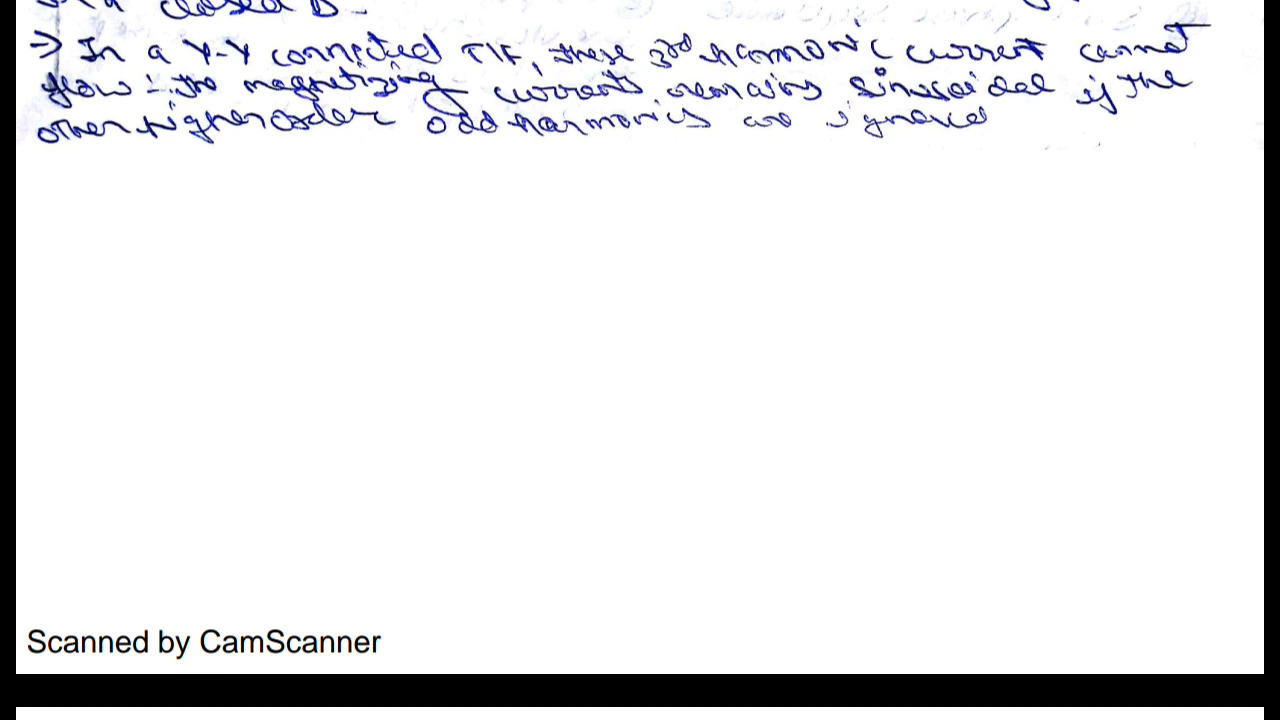 closed D.
→ In a Y-Y connected T/F, these 3rd harmonic current cannot
flow ∴ the magnetizing currents remains sinusoidal if the
other higher order odd harmonics are ignored
Scanned by CamScanner